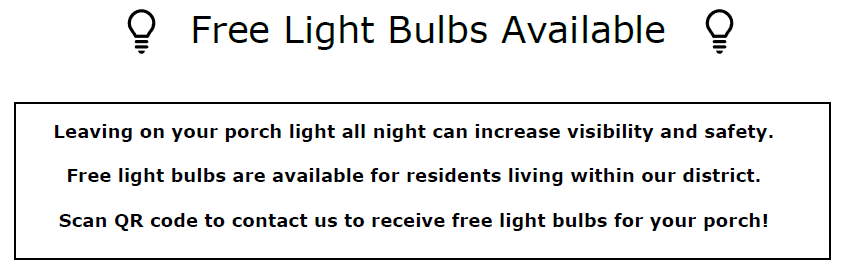 Free Light Bulbs Available
Leaving on your porch light all night can increase visibility and safety.
Free light bulbs are available for residents living within our district.
Scan QR code to contact us to receive free light bulbs for your porch!